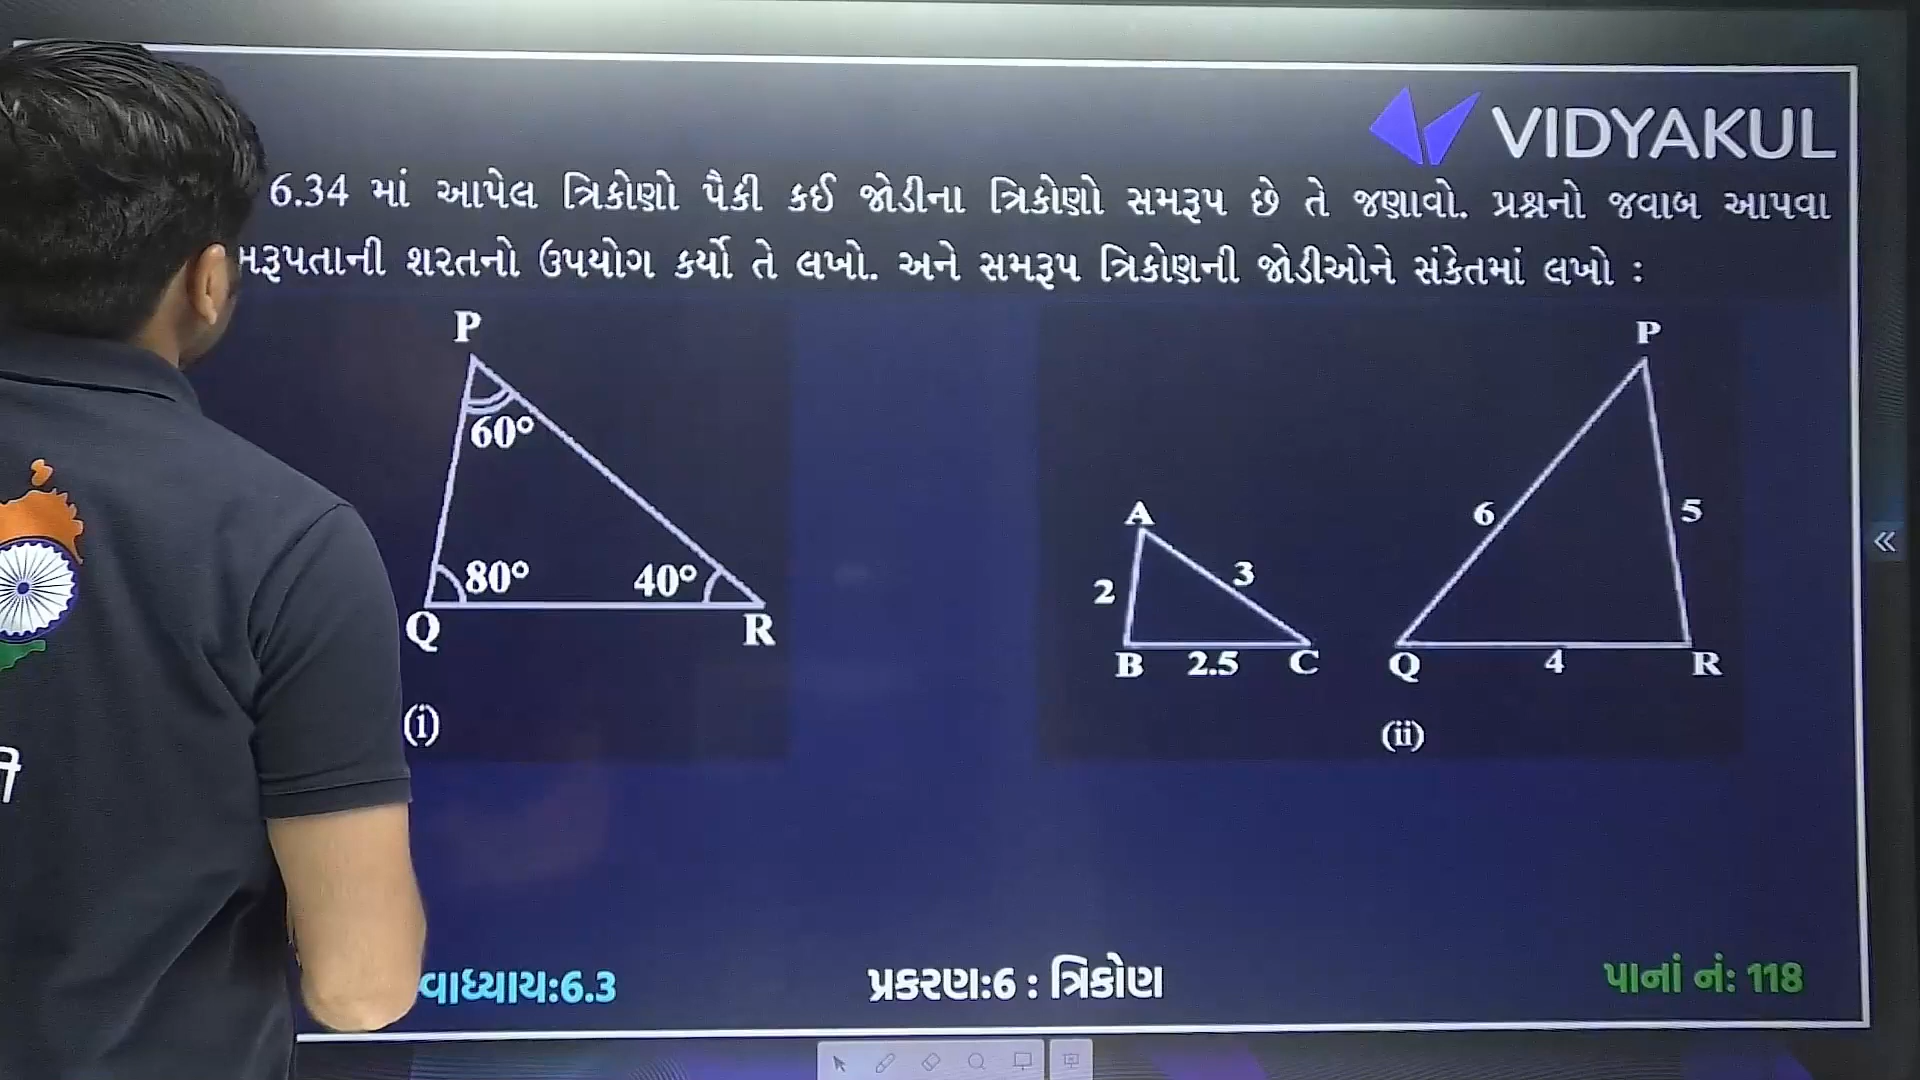 VIDYAKUL
6.34 માં આપેલ ત્રિકોણો પૈકી કઈ જોડીના ત્રિકોણો સમરૂપ છે તે જણાવો. પ્રશ્નનો જવાબ આપવા
મરૂપતાની શરતનો ઉપયોગ કર્યો તે લખો. અને સમરૂપ ત્રિકોણની જોડીઓને સંકેતમાં લખો :
P
60°
80°
40°
Q
R
(i)
A
2
3
B
2.5
C
P
6
5
Q
4
R
(ii)
વાધ્યાય:6.3
પ્રકરણ:6 : ત્રિકોણ
પાનાં નં: 118